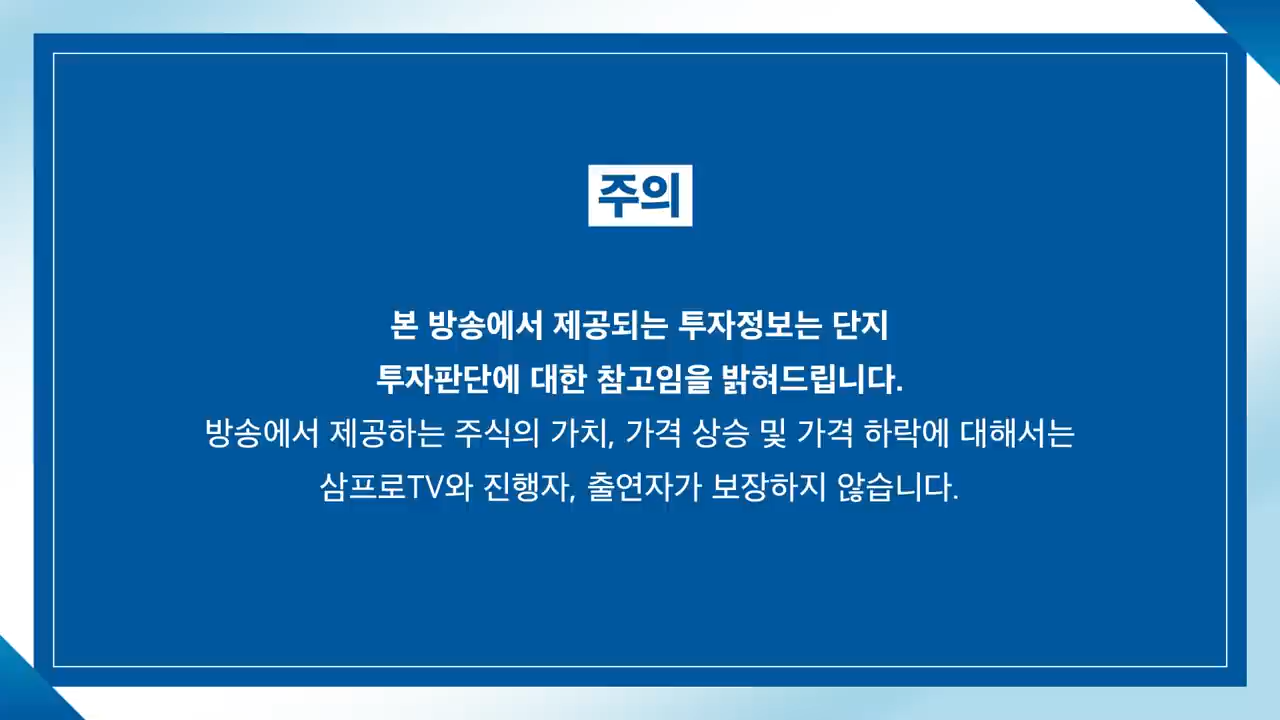 주의
본 방송에서 제공되는 투자정보는 단지
투자판단에 대한 참고임을 밝혀드립니다.
방송에서 제공하는 주식의 가치, 가격 상승 및 가격 하락에 대해서는
삼프로TV와 진행자, 출연자가 보장하지 않습니다.